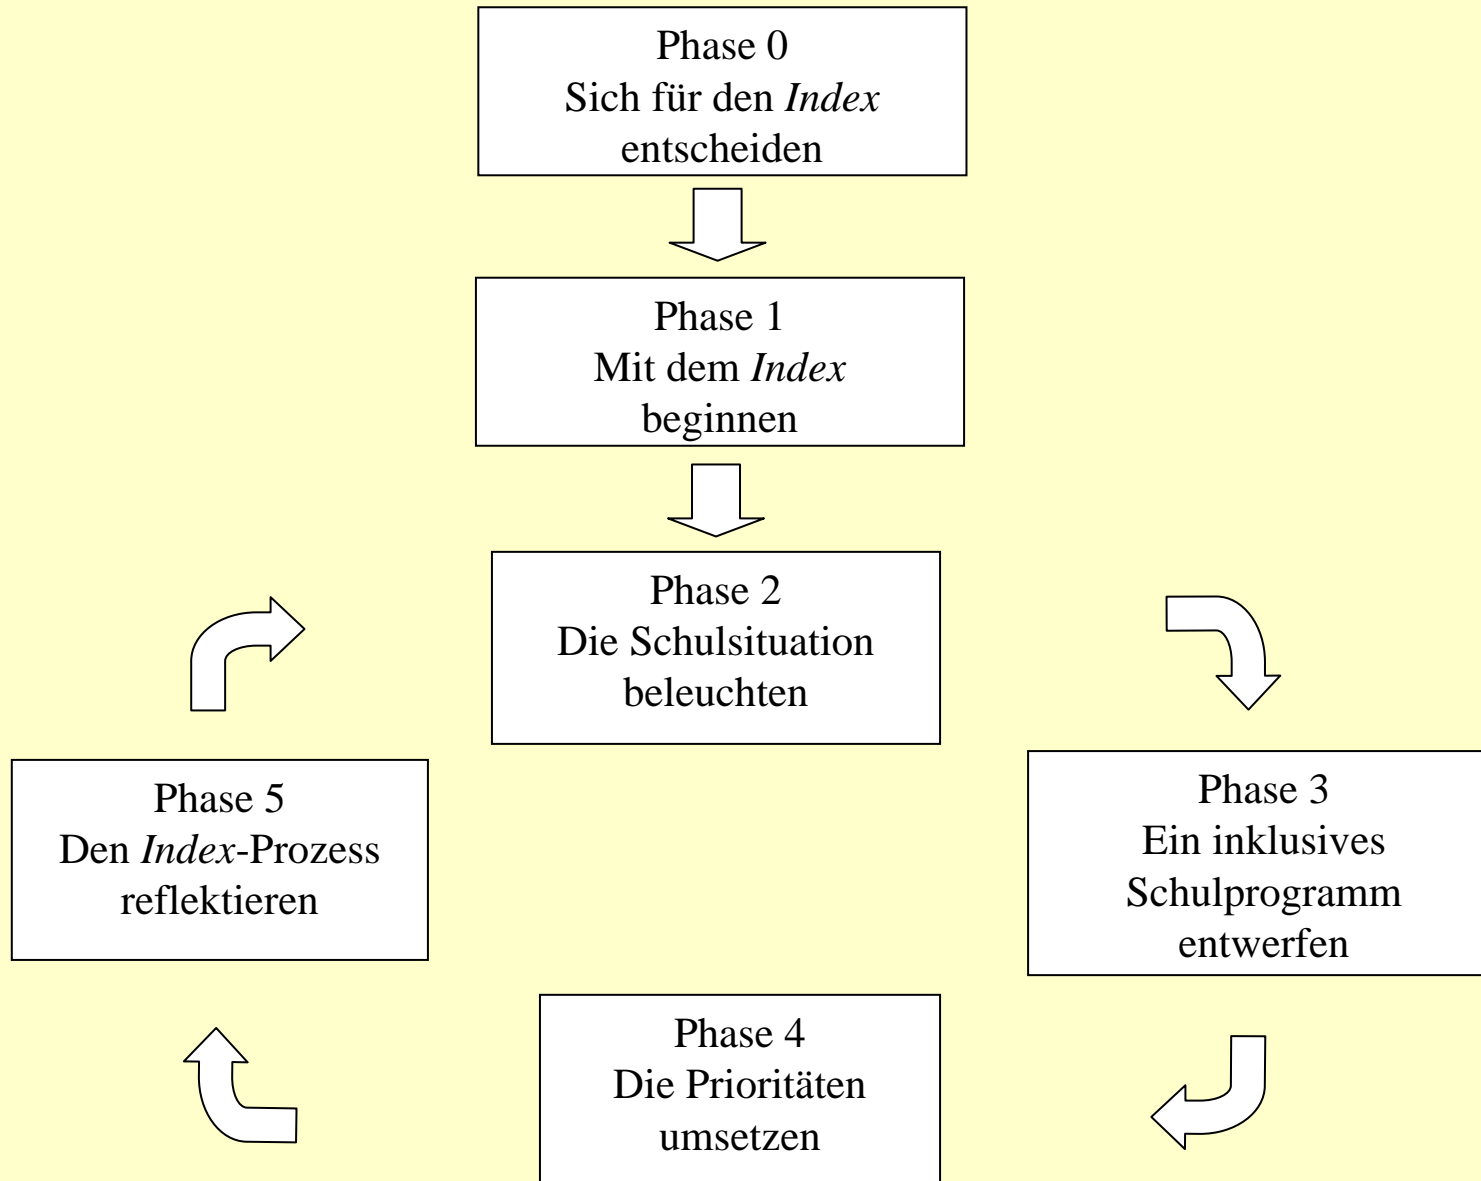 Phase 0
Sich für den Index
entscheiden
Phase 1
Mit dem Index
beginnen
Phase 2
Die Schulsituation
beleuchten
Phase 3
Ein inklusives
Schulprogramm
entwerfen
Phase 4
Die Prioritäten
umsetzen
Phase 5
Den Index-Prozess
reflektieren